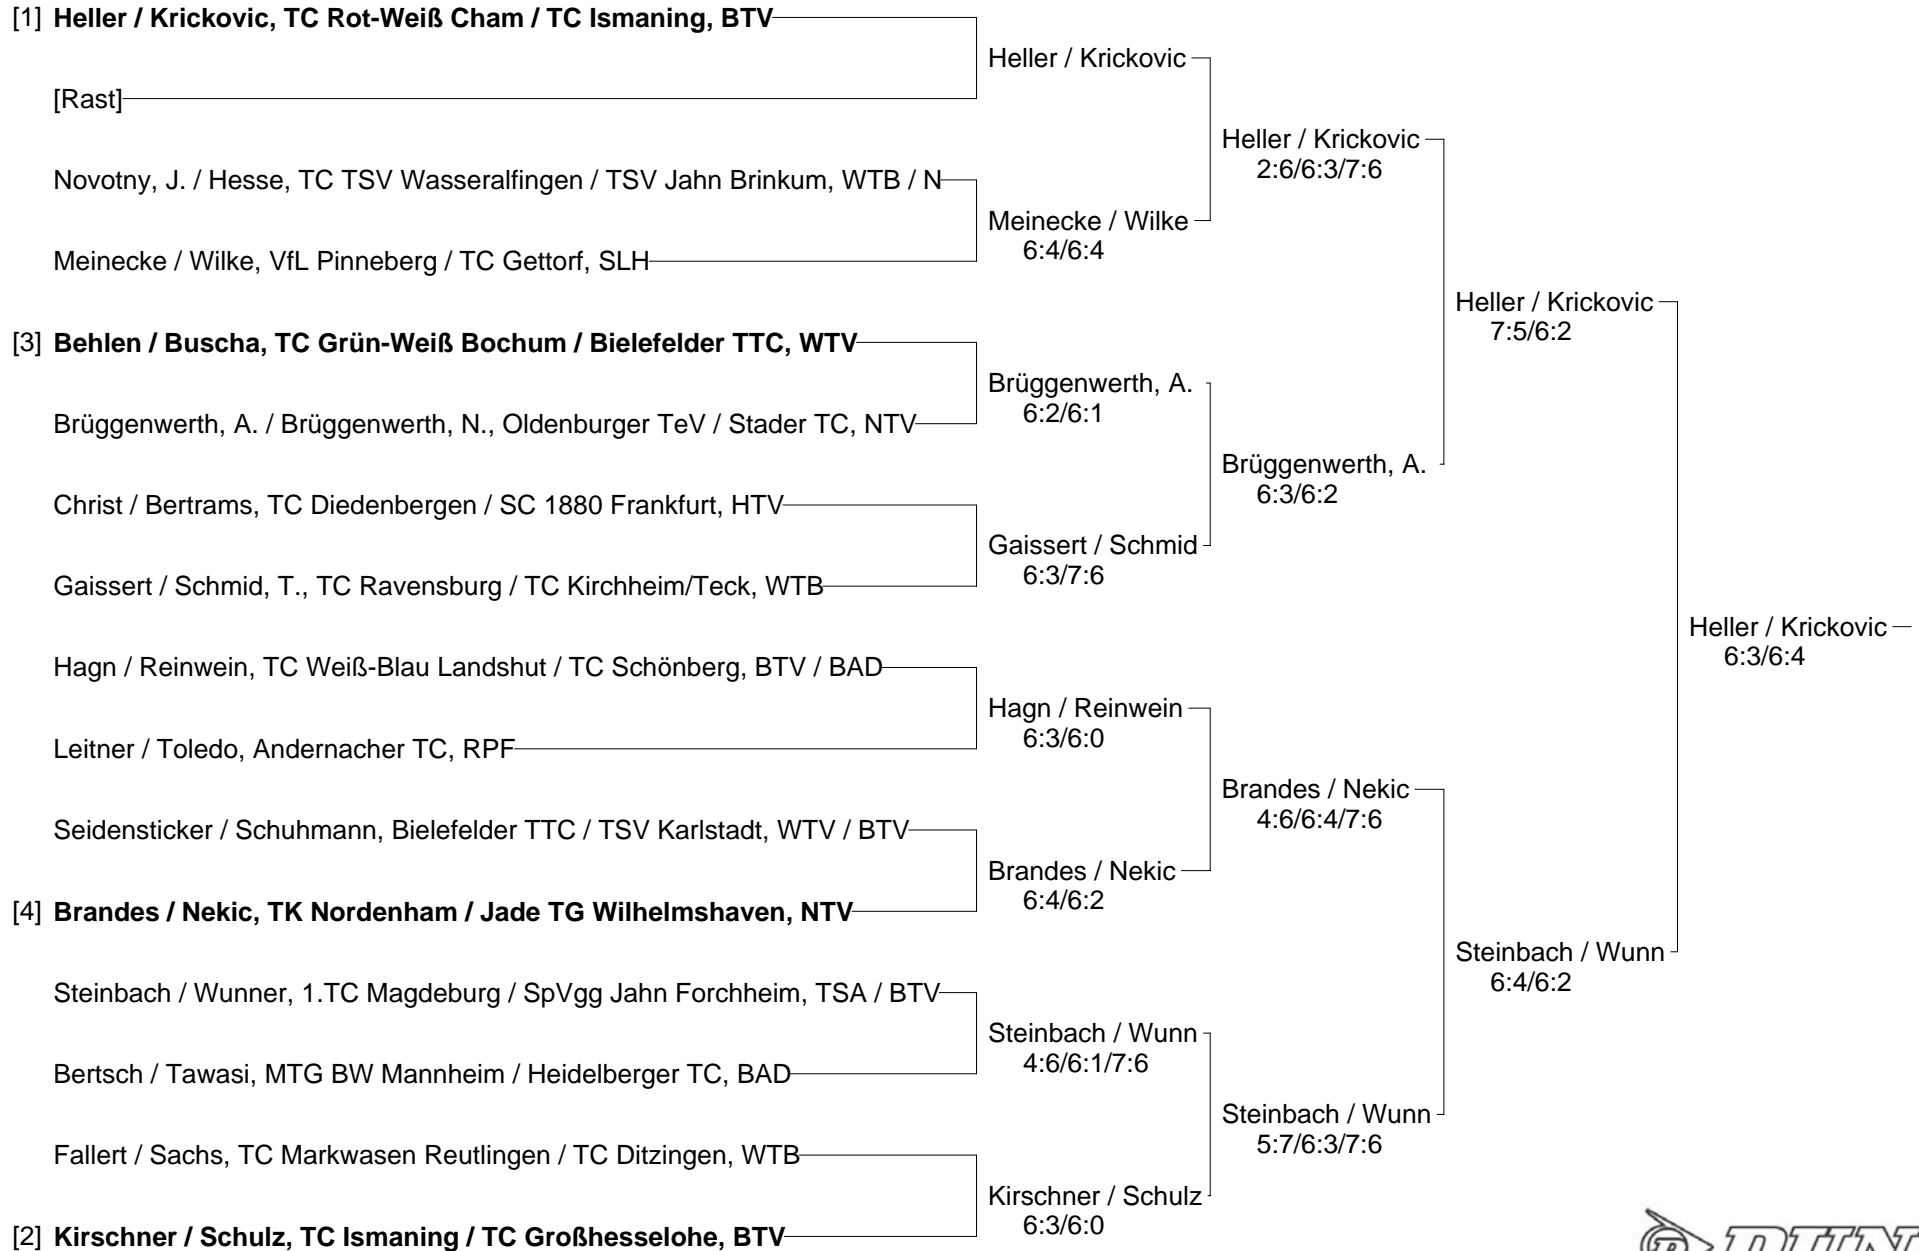 [1] Heller / Krickovic, TC Rot-Weiß Cham / TC Ismaning, BTV
Heller / Krickovic
[Rast]
Heller / Krickovic
2:6/6:3/7:6
Novotny, J. / Hesse, TC TSV Wasseralfingen / TSV Jahn Brinkum, WTB / N
Meinecke / Wilke
6:4/6:4
Meinecke / Wilke, VfL Pinneberg / TC Gettorf, SLH
Heller / Krickovic
7:5/6:2
[3] Behlen / Buscha, TC Grün-Weiß Bochum / Bielefelder TTC, WTV
Brüggenwerth, A.
6:2/6:1
Brüggenwerth, A. / Brüggenwerth, N., Oldenburger TeV / Stader TC, NTV
Brüggenwerth, A.
6:3/6:2
Christ / Bertrams, TC Diedenbergen / SC 1880 Frankfurt, HTV
Gaissert / Schmid
6:3/7:6
Gaissert / Schmid, T., TC Ravensburg / TC Kirchheim/Teck, WTB
Heller / Krickovic
6:3/6:4
Hagn / Reinwein, TC Weiß-Blau Landshut / TC Schönberg, BTV / BAD
Hagn / Reinwein
6:3/6:0
Leitner / Toledo, Andernacher TC, RPF
Brandes / Nekic
4:6/6:4/7:6
Seidensticker / Schuhmann, Bielefelder TTC / TSV Karlstadt, WTV / BTV
Brandes / Nekic
6:4/6:2
[4] Brandes / Nekic, TK Nordenham / Jade TG Wilhelmshaven, NTV
Steinbach / Wunn
6:4/6:2
Steinbach / Wunner, 1.TC Magdeburg / SpVgg Jahn Forchheim, TSA / BTV
Steinbach / Wunn
4:6/6:1/7:6
Bertsch / Tawasi, MTG BW Mannheim / Heidelberger TC, BAD
Steinbach / Wunn
5:7/6:3/7:6
Fallert / Sachs, TC Markwasen Reutlingen / TC Ditzingen, WTB
Kirschner / Schulz
6:3/6:0
[2] Kirschner / Schulz, TC Ismaning / TC Großhesselohe, BTV